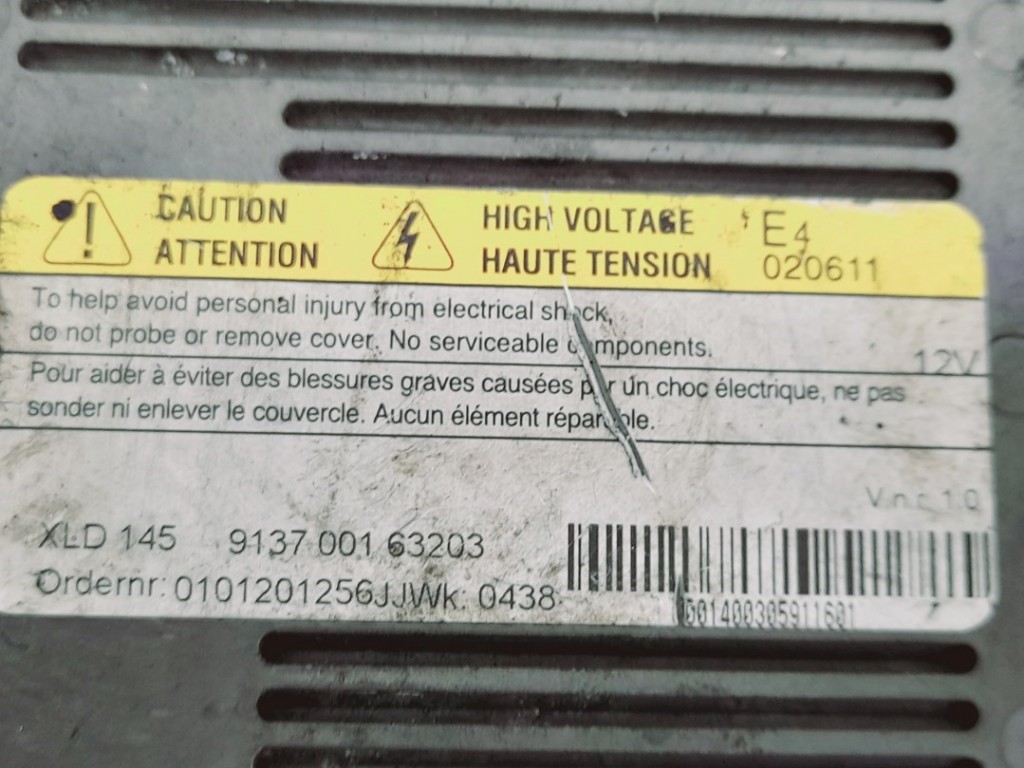 CAUTION
ATTENTION
HIGH VOLTAGE
HAUTE TENSION
E4
020611
To help avoid personal injury from electrical shock,
do not probe or remove cover. No serviceable components.
12V
Pour aider à éviter des blessures graves causées par un choc électrique, ne pas
sonder ni enlever le couvercle. Aucun élément réparable.
V.n.r. 1.0
XLD 145 9137 001 63203
Ordernr: 0101201256JJWk: 0438